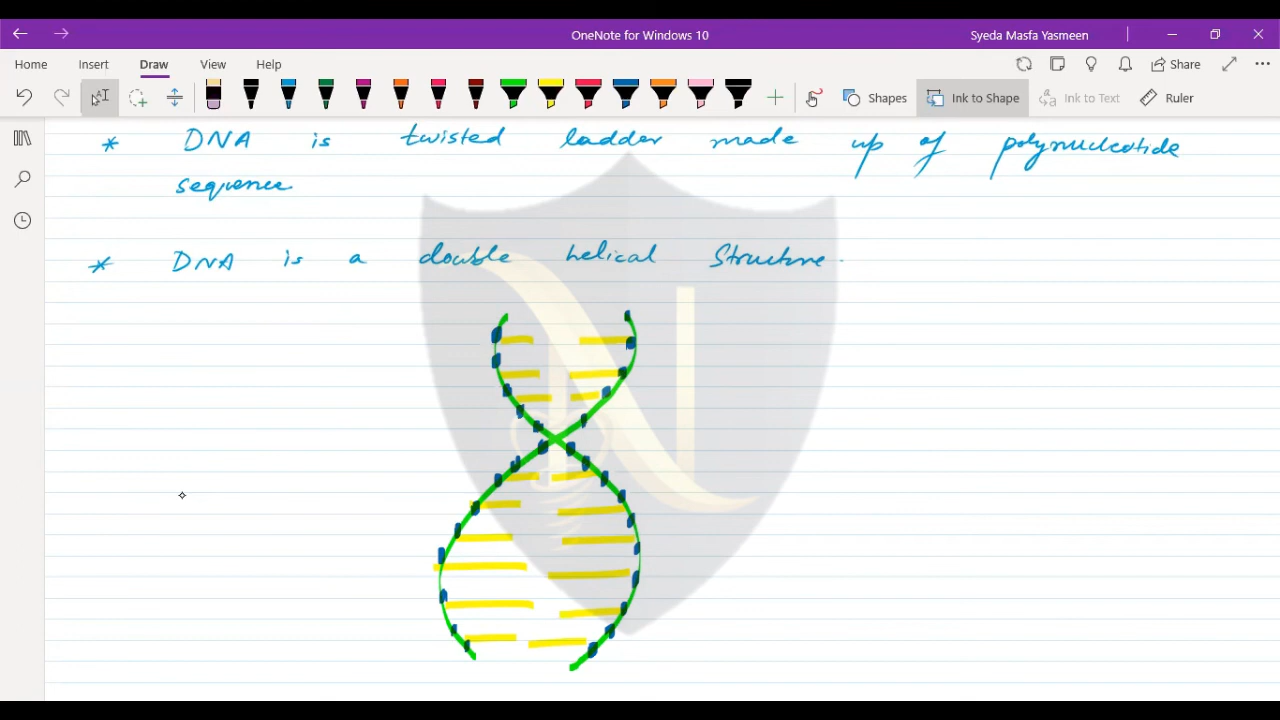 OneNote for Windows 10
Syeda Masfa Yasmeen
Home Insert Draw View Help
Share
Shapes
Ink to Shape
Ink to Text
Ruler
* DNA is twisted ladder made up of polynucleotide
sequence
* DNA is a double helical Structure.